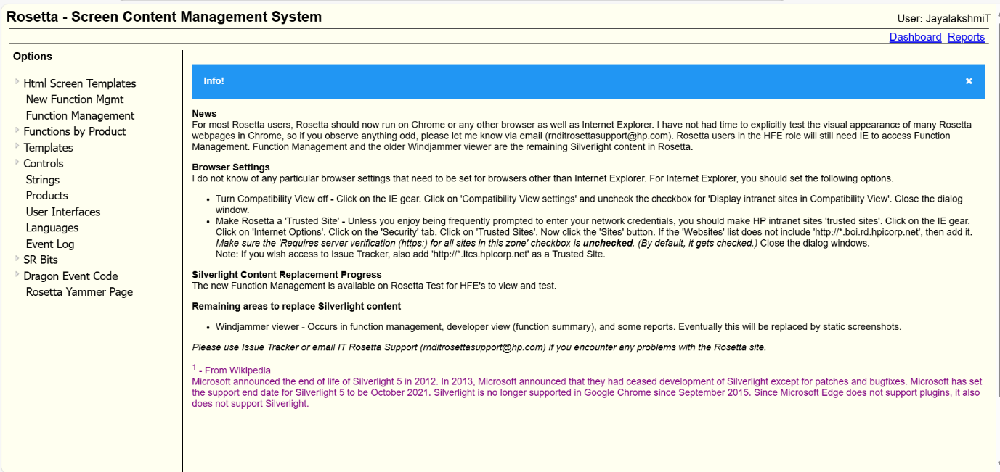 Rosetta - Screen Content Management System
User: JayalakshmiT
Dashboard Reports
Options
Html Screen Templates
New Function Mgmt
Function Management
Functions by Product
Templates
Controls
Strings
Products
User Interfaces
Languages
Event Log
SR Bits
Dragon Event Code
Rosetta Yammer Page
Info!
×
News
For most Rosetta users, Rosetta should now run on Chrome or any other browser as well as Internet Explorer. I have not had time to explicitly test the visual appearance of many Rosetta
webpages in Chrome, so if you observe anything odd, please let me know via email (rnditrosettasupport@hp.com). Rosetta users in the HFE role will still need IE to access Function
Management. Function Management and the older Windjammer viewer are the remaining Silverlight content in Rosetta.
Browser Settings
I do not know of any particular browser settings that need to be set for browsers other than Internet Explorer. For Internet Explorer, you should set the following options.
• Turn Compatibility View off - Click on the IE gear. Click on 'Compatibility View settings' and uncheck the checkbox for 'Display intranet sites in Compatibility View'. Close the dialog
window.
• Make Rosetta a 'Trusted Site' - Unless you enjoy being frequently prompted to enter your network credentials, you should make HP intranet sites 'trusted sites'. Click on the IE gear.
Click on 'Internet Options'. Click on the 'Security' tab. Click on 'Trusted Sites'. Now click the 'Sites' button. If the 'Websites' list does not include 'http://*.boi.rd.hpicorp.net', then add it.
Make sure the 'Requires server verification (https:) for all sites in this zone' checkbox is unchecked. (By default, it gets checked.) Close the dialog windows.
Note: If you wish access to Issue Tracker, also add 'http://*.itcs.hpicorp.net' as a Trusted Site.
Silverlight Content Replacement Progress
The new Function Management is available on Rosetta Test for HFE's to view and test.
Remaining areas to replace Silverlight content
• Windjammer viewer - Occurs in function management, developer view (function summary), and some reports. Eventually this will be replaced by static screenshots.
Please use Issue Tracker or email IT Rosetta Support (rnditrosettasupport@hp.com) if you encounter any problems with the Rosetta site.
1 - From Wikipedia
Microsoft announced the end of life of Silverlight 5 in 2012. In 2013, Microsoft announced that they had ceased development of Silverlight except for patches and bugfixes. Microsoft has set
the support end date for Silverlight 5 to be October 2021. Silverlight is no longer supported in Google Chrome since September 2015. Since Microsoft Edge does not support plugins, it also
does not support Silverlight.